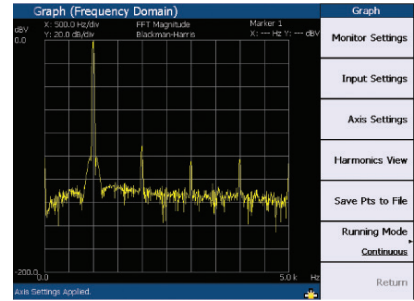 Graph (Frequency Domain)
Graph
dBV
X: 500.0 Hz/div
FFT Magnitude
Marker 1
Y: 20.0 dB/div
Blackman-Harris
X: --- Hz Y: --- dBV
0.0
Monitor Settings
Input Settings
Axis Settings
Harmonics View
Save Pts to File
Running Mode
Continuous
Return
-200.0
0.0
5.0 k
Hz
Axis Settings Applied.